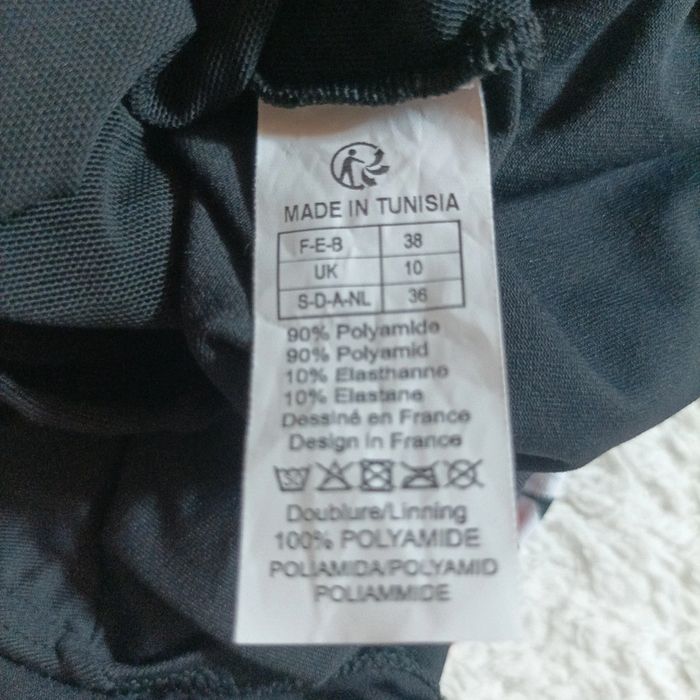 MADE IN TUNISIA
F-E-B 38
UK 10
S-D-A-NL 36
90% Polyamide
90% Polyamid
10% Elasthanne
10% Elastane
Dessiné en France
Design in France
Doublure/Linning
100% POLYAMIDE
POLIAMIDA/POLYAMID
POLIAMMIDE